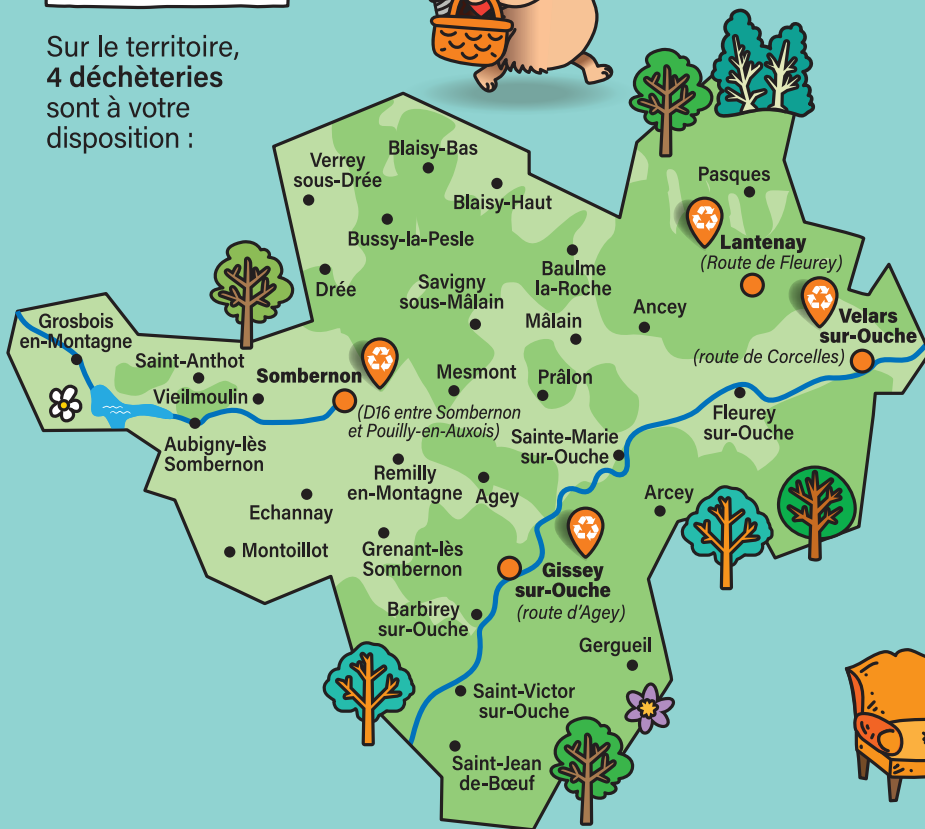 Sur le territoire,
4 déchèteries
sont à votre
disposition :
Blaisy-Bas
Verrey
sous-Drée
Blaisy-Haut
Pasques
Bussy-la-Pesle
Lantenay
(Route de Fleurey)
Drée
Savigny
sous-Mâlain
Baulme
la-Roche
Ancey
Mâlain
Velars
sur-Ouche
(route de Corcelles)
Grosbois
en-Montagne
Saint-Anthot
Vieilmoulin
Sombernon
(D16 entre Sombernon
et Pouilly-en-Auxois)
Mesmont
Prâlon
Fleurey
sur-Ouche
Aubigny-lès
Sombernon
Sainte-Marie
sur-Ouche
Remilly
en-Montagne
Agey
Arcey
Echannay
Montoillot
Grenant-lès
Sombernon
Gissey
sur-Ouche
(route d'Agey)
Barbirey
sur-Ouche
Gergueil
Saint-Victor
sur-Ouche
Saint-Jean
de-Bœuf